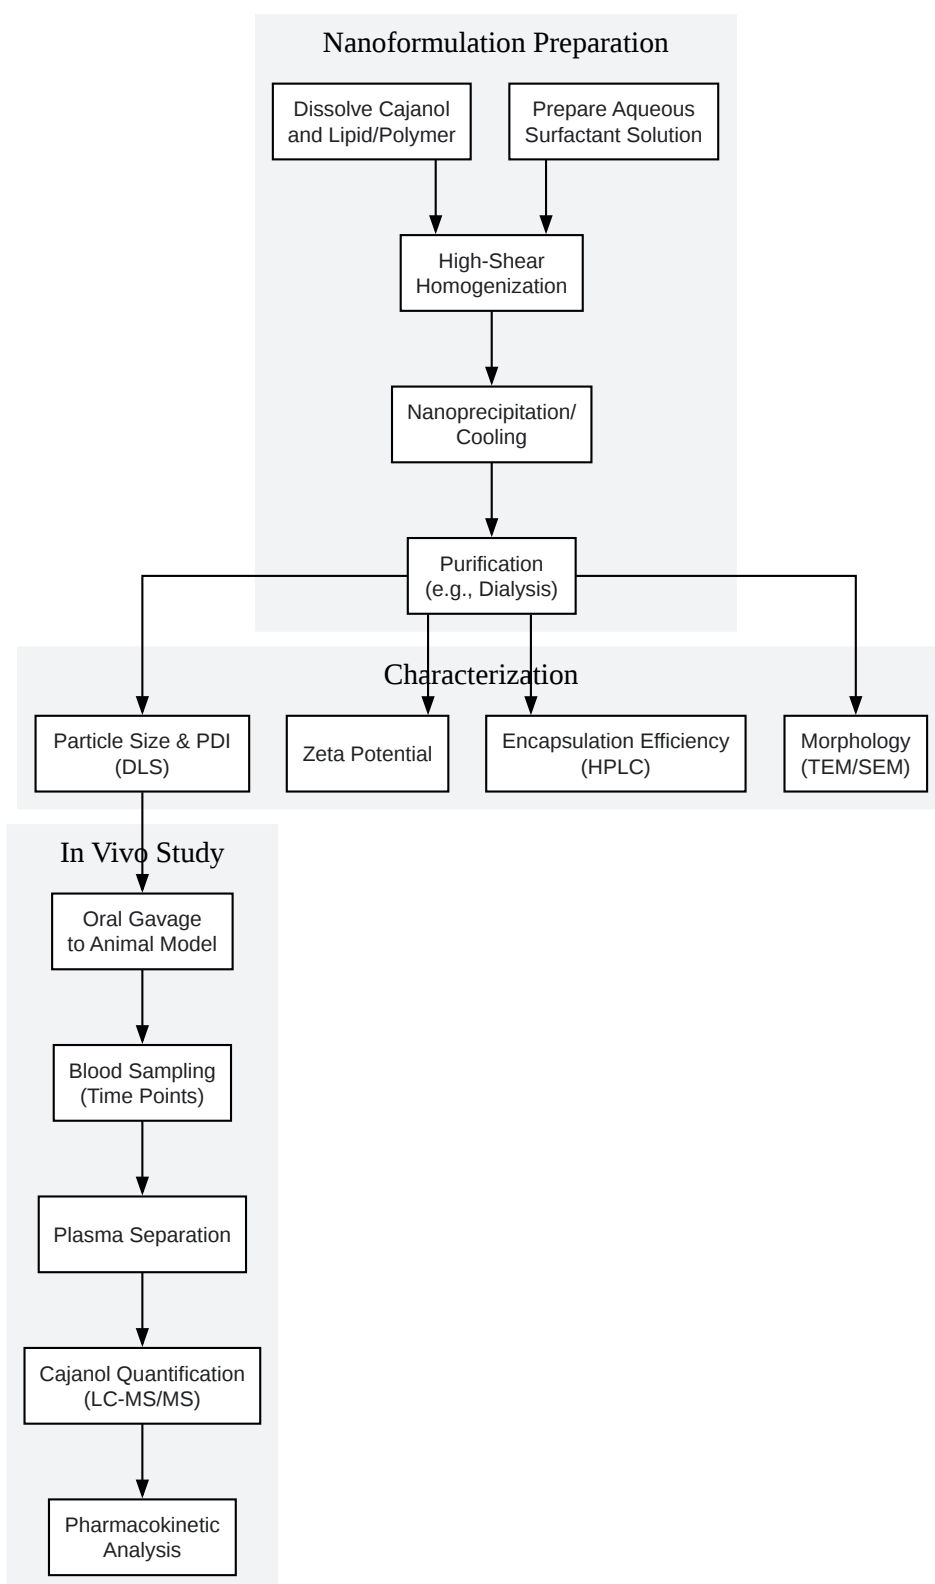 Nanoformulation Preparation
Dissolve Cajanol
and Lipid/Polymer
Prepare Aqueous
Surfactant Solution
High-Shear
Homogenization
Nanoprecipitation/
Cooling
Purification
(e.g., Dialysis)
Characterization
Particle Size & PDI
(DLS)
Zeta Potential
Encapsulation Efficiency
(HPLC)
Morphology
(TEM/SEM)
In Vivo Study
Oral Gavage
to Animal Model
Blood Sampling
(Time Points)
Plasma Separation
Cajanol Quantification
(LC-MS/MS)
Pharmacokinetic
Analysis